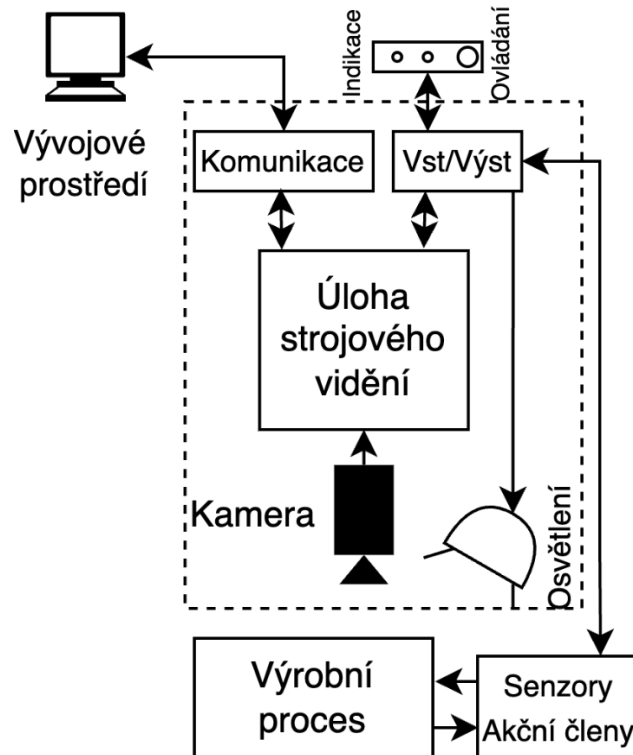 Indikace
Ovládání
Vývojové
prostředí
Komunikace
Vst/Výst
Úloha
strojového
vidění
Kamera
Osvětlení
Výrobní
proces
Senzory
Akční členy